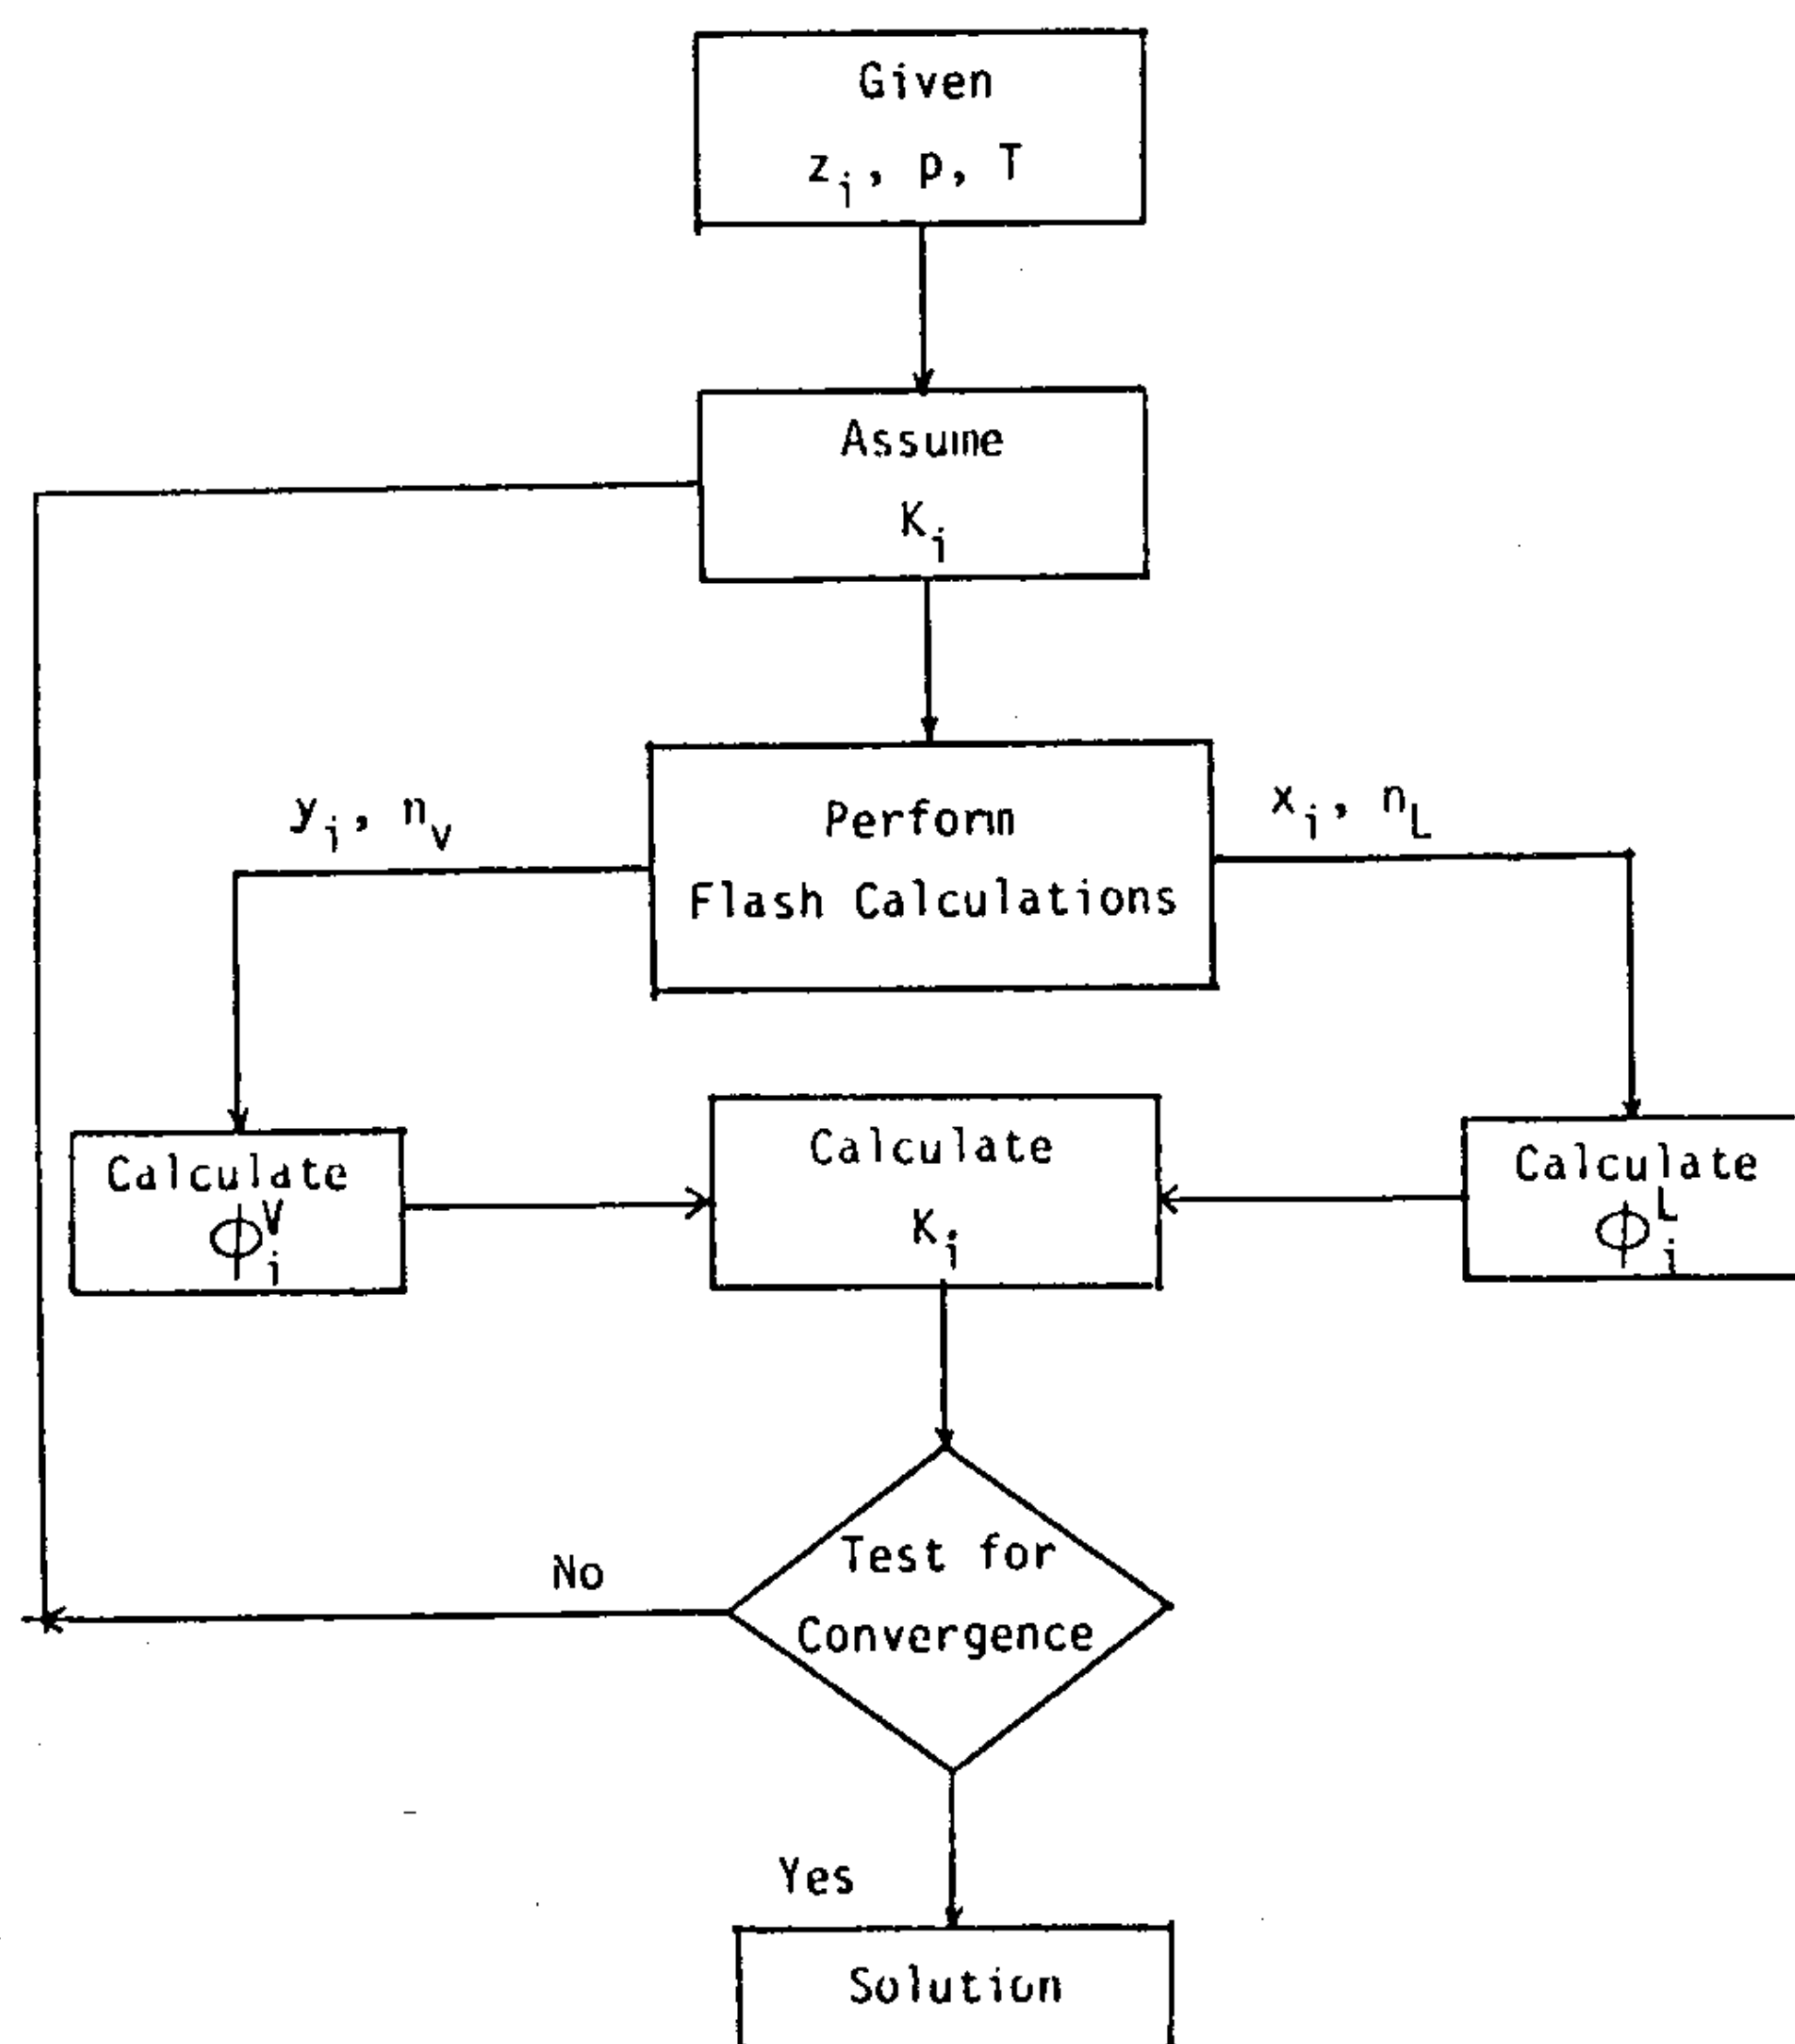 Given
z_i, p, T
Assume
K_i
Perform
Flash Calculations
y_i, n_v
x_i, n_L
Calculate
ϕ_i^V
Calculate
K_i
Calculate
ϕ_i^L
Test for
Convergence
No
Yes
Solution